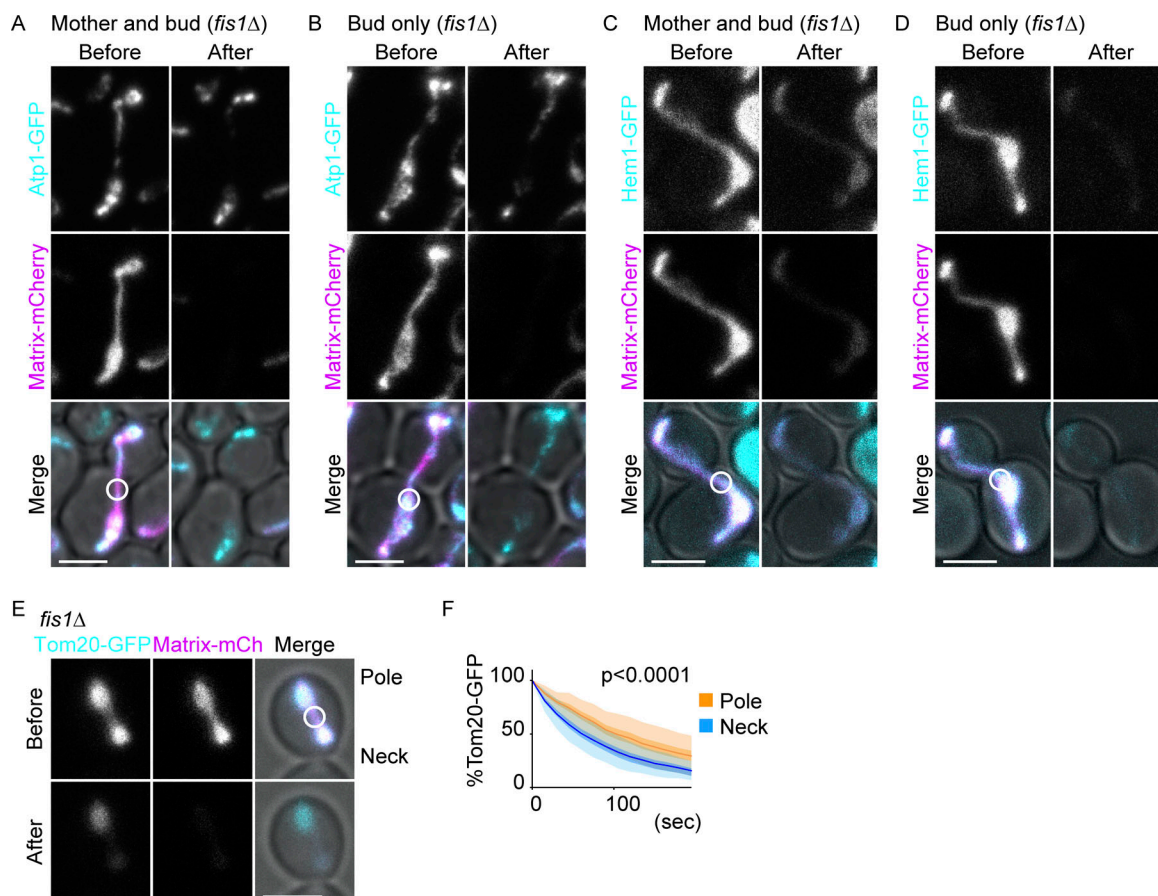 A Mother and bud (fis1Δ)
Before After
Atp1-GFP
Matrix-mCherry
Merge
B Bud only (fis1Δ)
Before After
Atp1-GFP
Matrix-mCherry
Merge
C Mother and bud (fis1Δ)
Before After
Hem1-GFP
Matrix-mCherry
Merge
D Bud only (fis1Δ)
Before After
Hem1-GFP
Matrix-mCherry
Merge
E fis1Δ
Tom20-GFP Matrix-mCh Merge
Before
After
Pole
Neck
F
%Tom20-GFP
100
50
0
p<0.0001
Pole
Neck
0 100
(sec)